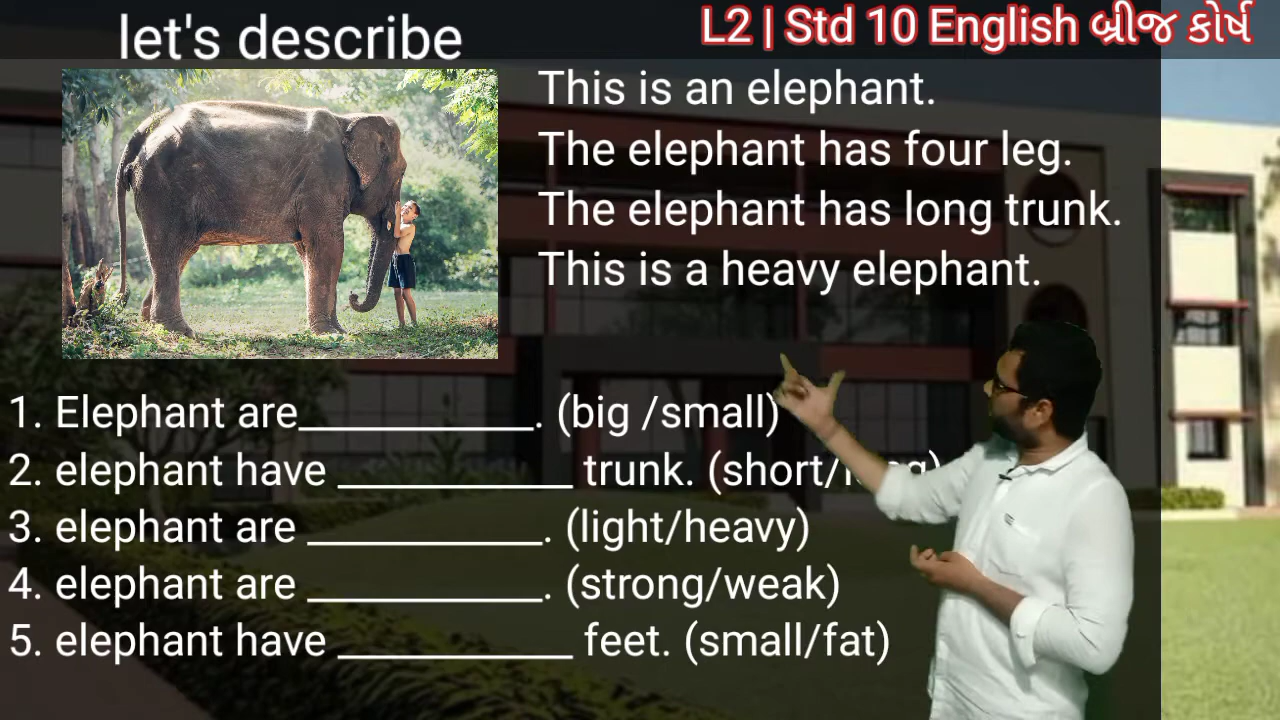 let's describe
L2 | Std 10 English બ્રીજ કોર્ષ
This is an elephant.
The elephant has four leg.
The elephant has long trunk.
This is a heavy elephant.
1. Elephant are___________. (big /small)
2. elephant have ___________ trunk. (short/
3. elephant are ___________. (light/heavy)
4. elephant are ___________. (strong/weak)
5. elephant have ___________ feet. (small/fat)